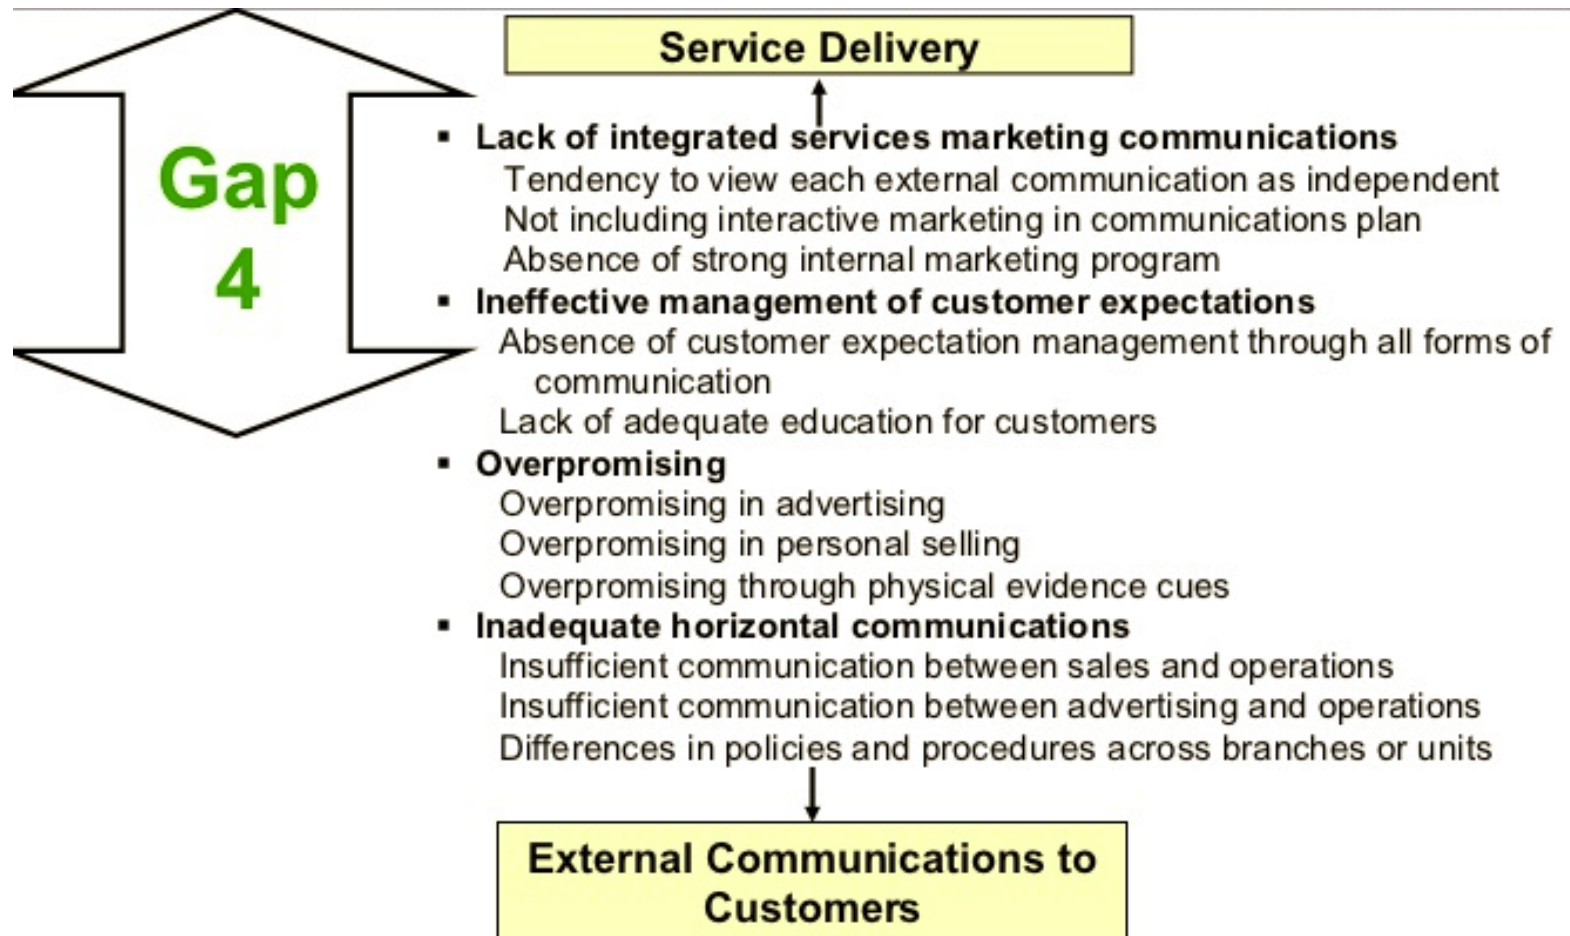 Service Delivery
Gap
4
▪ Lack of integrated services marketing communications
Tendency to view each external communication as independent
Not including interactive marketing in communications plan
Absence of strong internal marketing program
▪ Ineffective management of customer expectations
Absence of customer expectation management through all forms of
communication
Lack of adequate education for customers
▪ Overpromising
Overpromising in advertising
Overpromising in personal selling
Overpromising through physical evidence cues
▪ Inadequate horizontal communications
Insufficient communication between sales and operations
Insufficient communication between advertising and operations
Differences in policies and procedures across branches or units
External Communications to
Customers